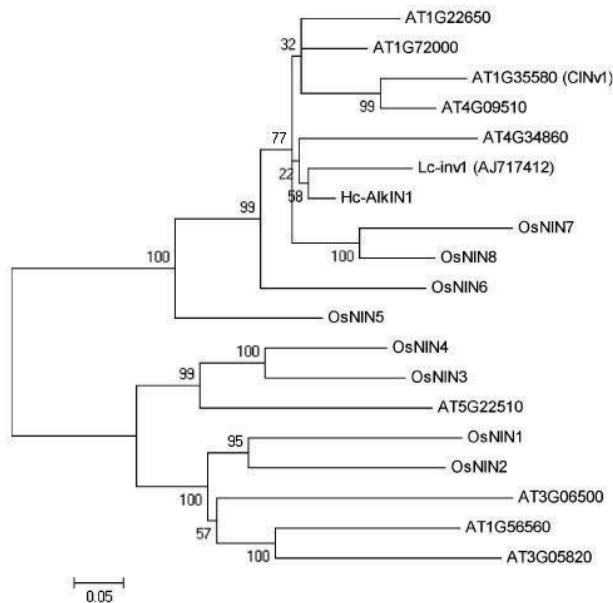 AT1G22650
32
AT1G72000
AT1G35580 (CINv1)
99
AT4G09510
77
AT4G34860
22
Lc-inv1 (AJ717412)
58
Hc-AlkIN1
99
OsNIN7
100
OsNIN8
100
OsNIN6
OsNIN5
100
OsNIN4
99
OsNIN3
AT5G22510
95
OsNIN1
OsNIN2
100
AT3G06500
57
AT1G56560
100
AT3G05820
0.05